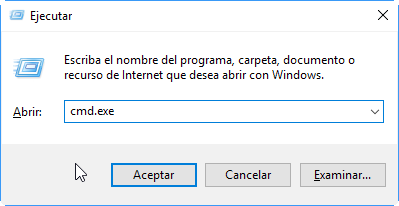 Ejecutar
Escriba el nombre del programa, carpeta, documento o
recurso de Internet que desea abrir con Windows.
Abrir: cmd.exe
Aceptar Cancelar Examinar...